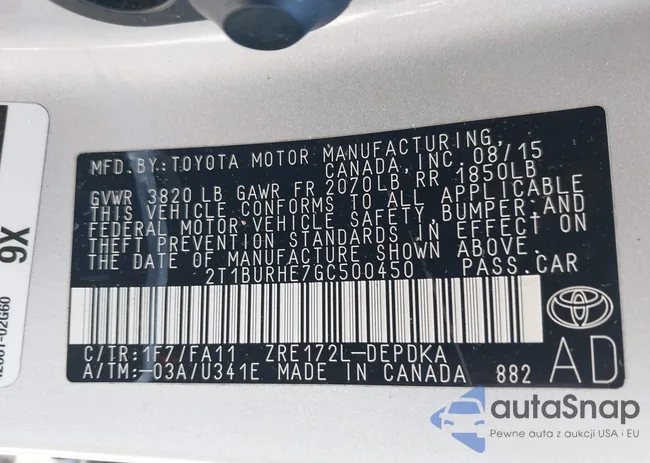 MFD. BY: TOYOTA MOTOR MANUFACTURING,
CANADA, INC. 08/15
GVWR 3820 LB GAWR FR 2070LB RR 1850LB
THIS VEHICLE CONFORMS TO ALL APPLICABLE
FEDERAL MOTOR VEHICLE SAFETY, BUMPER, AND
THEFT PREVENTION STANDARDS IN EFFECT ON
THE DATE OF MANUFACTURE SHOWN ABOVE.
2T1BURHE7GC500450 PASS.CAR
C/TR:1F7/FA11 ZRE172L-DEPDKA
A/TM:-03A/U341E MADE IN CANADA 882
AD
9X
autaSnap
Pewne auta z aukcji USA i EU